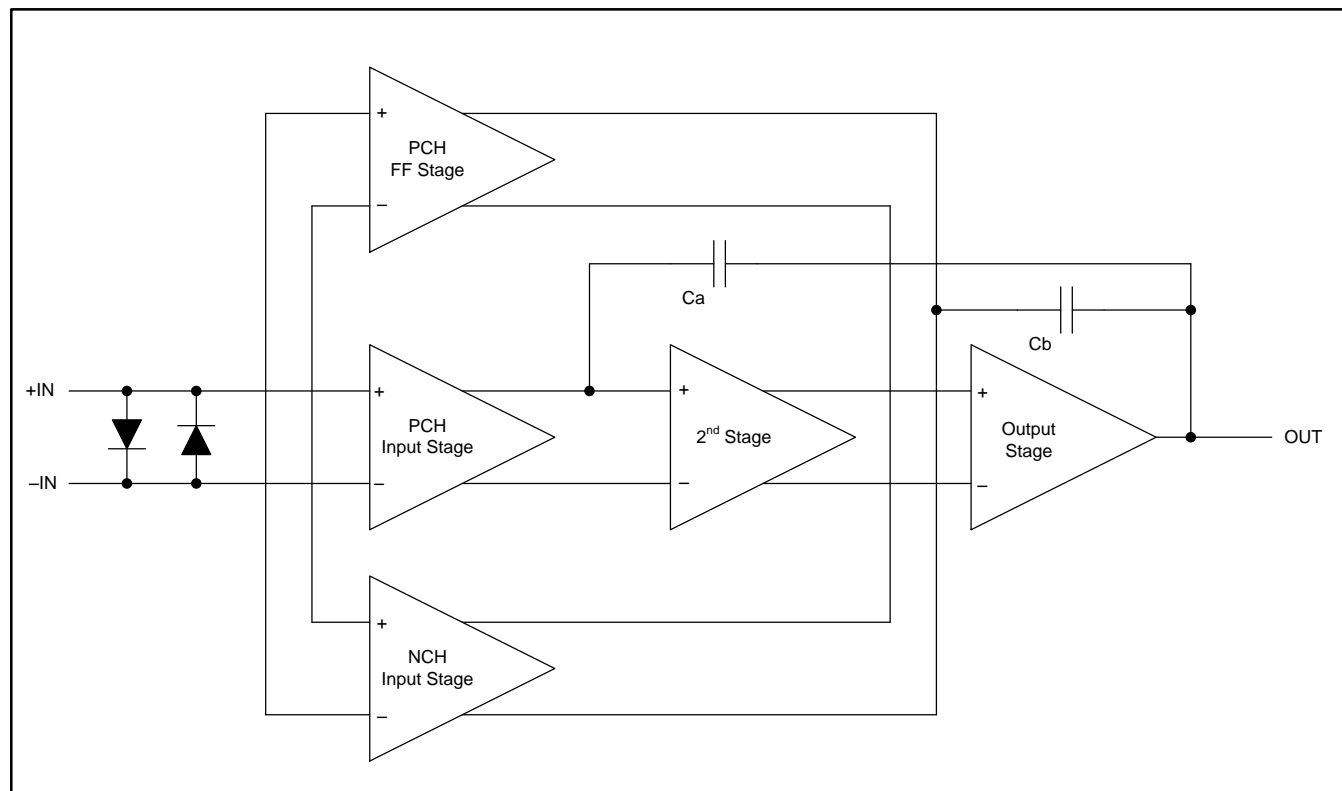 +
PCH
FF Stage
–
Ca
Cb
+IN
+
PCH
Input Stage
–
+
2nd Stage
–
+
Output
Stage
–
OUT
–IN
+
NCH
Input Stage
–